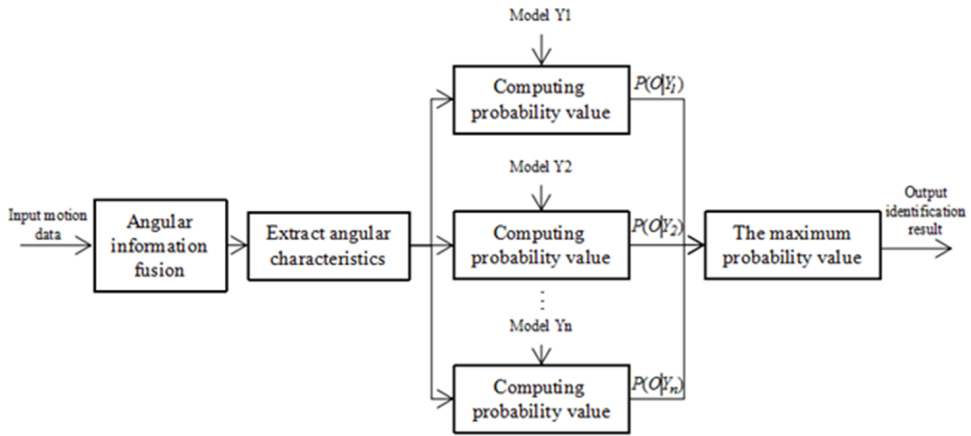 Model Y1
Computing
probability value
P(O|Y1)
Model Y2
Input motion
data
Angular
information
fusion
Extract angular
characteristics
Computing
probability value
P(O|Y2)
The maximum
probability value
Output
identification
result
Model Yn
Computing
probability value
P(O|Yn)